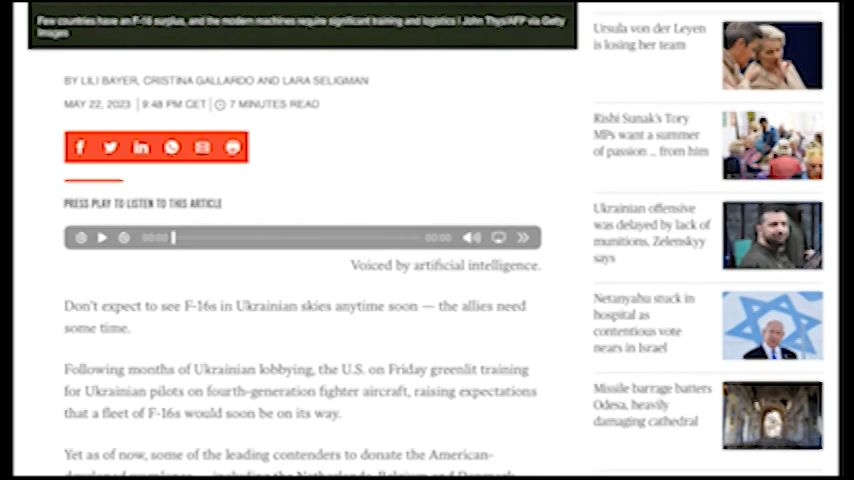 Few countries have an F-16 surplus, and the modern machines require significant training and logistics | John Thys/AFP via Getty
Images
BY LILI BAYER, CRISTINA GALLARDO AND LARA SELIGMAN
MAY 22, 2023 | 9:48 PM CET | 7 MINUTES READ
PRESS PLAY TO LISTEN TO THIS ARTICLE
00:00 00:00
Voiced by artificial intelligence.
Don't expect to see F-16s in Ukrainian skies anytime soon — the allies need
some time.
Following months of Ukrainian lobbying, the U.S. on Friday greenlit training
for Ukrainian pilots on fourth-generation fighter aircraft, raising expectations
that a fleet of F-16s would soon be on its way.
Yet as of now, some of the leading contenders to donate the American-
Ursula von der Leyen
is losing her team
Rishi Sunak's Tory
MPs want a summer
of passion … from him
Ukrainian offensive
was delayed by lack of
munitions, Zelenskyy
says
Netanyahu stuck in
hospital as
contentious vote
nears in Israel
Missile barrage batters
Odesa, heavily
damaging cathedral